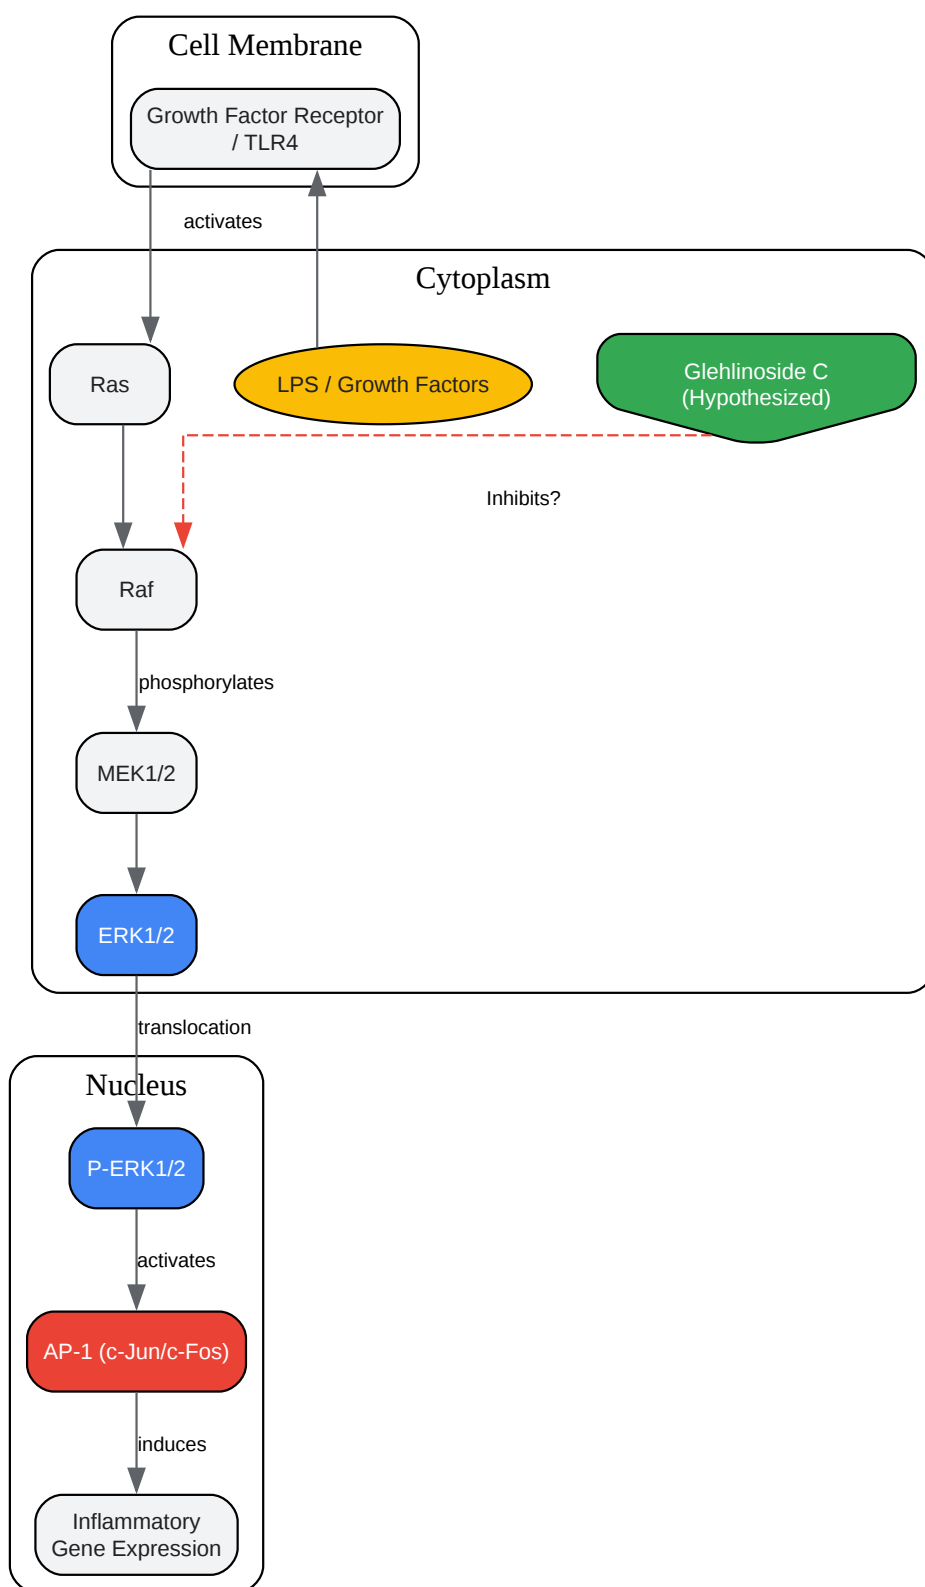 Cell Membrane
Growth Factor Receptor
/ TLR4
activates
Cytoplasm
Ras
LPS / Growth Factors
Glehlinoside C
(Hypothesized)
Inhibits?
Raf
phosphorylates
MEK1/2
ERK1/2
translocation
Nucleus
P-ERK1/2
activates
AP-1 (c-Jun/c-Fos)
induces
Inflammatory
Gene Expression